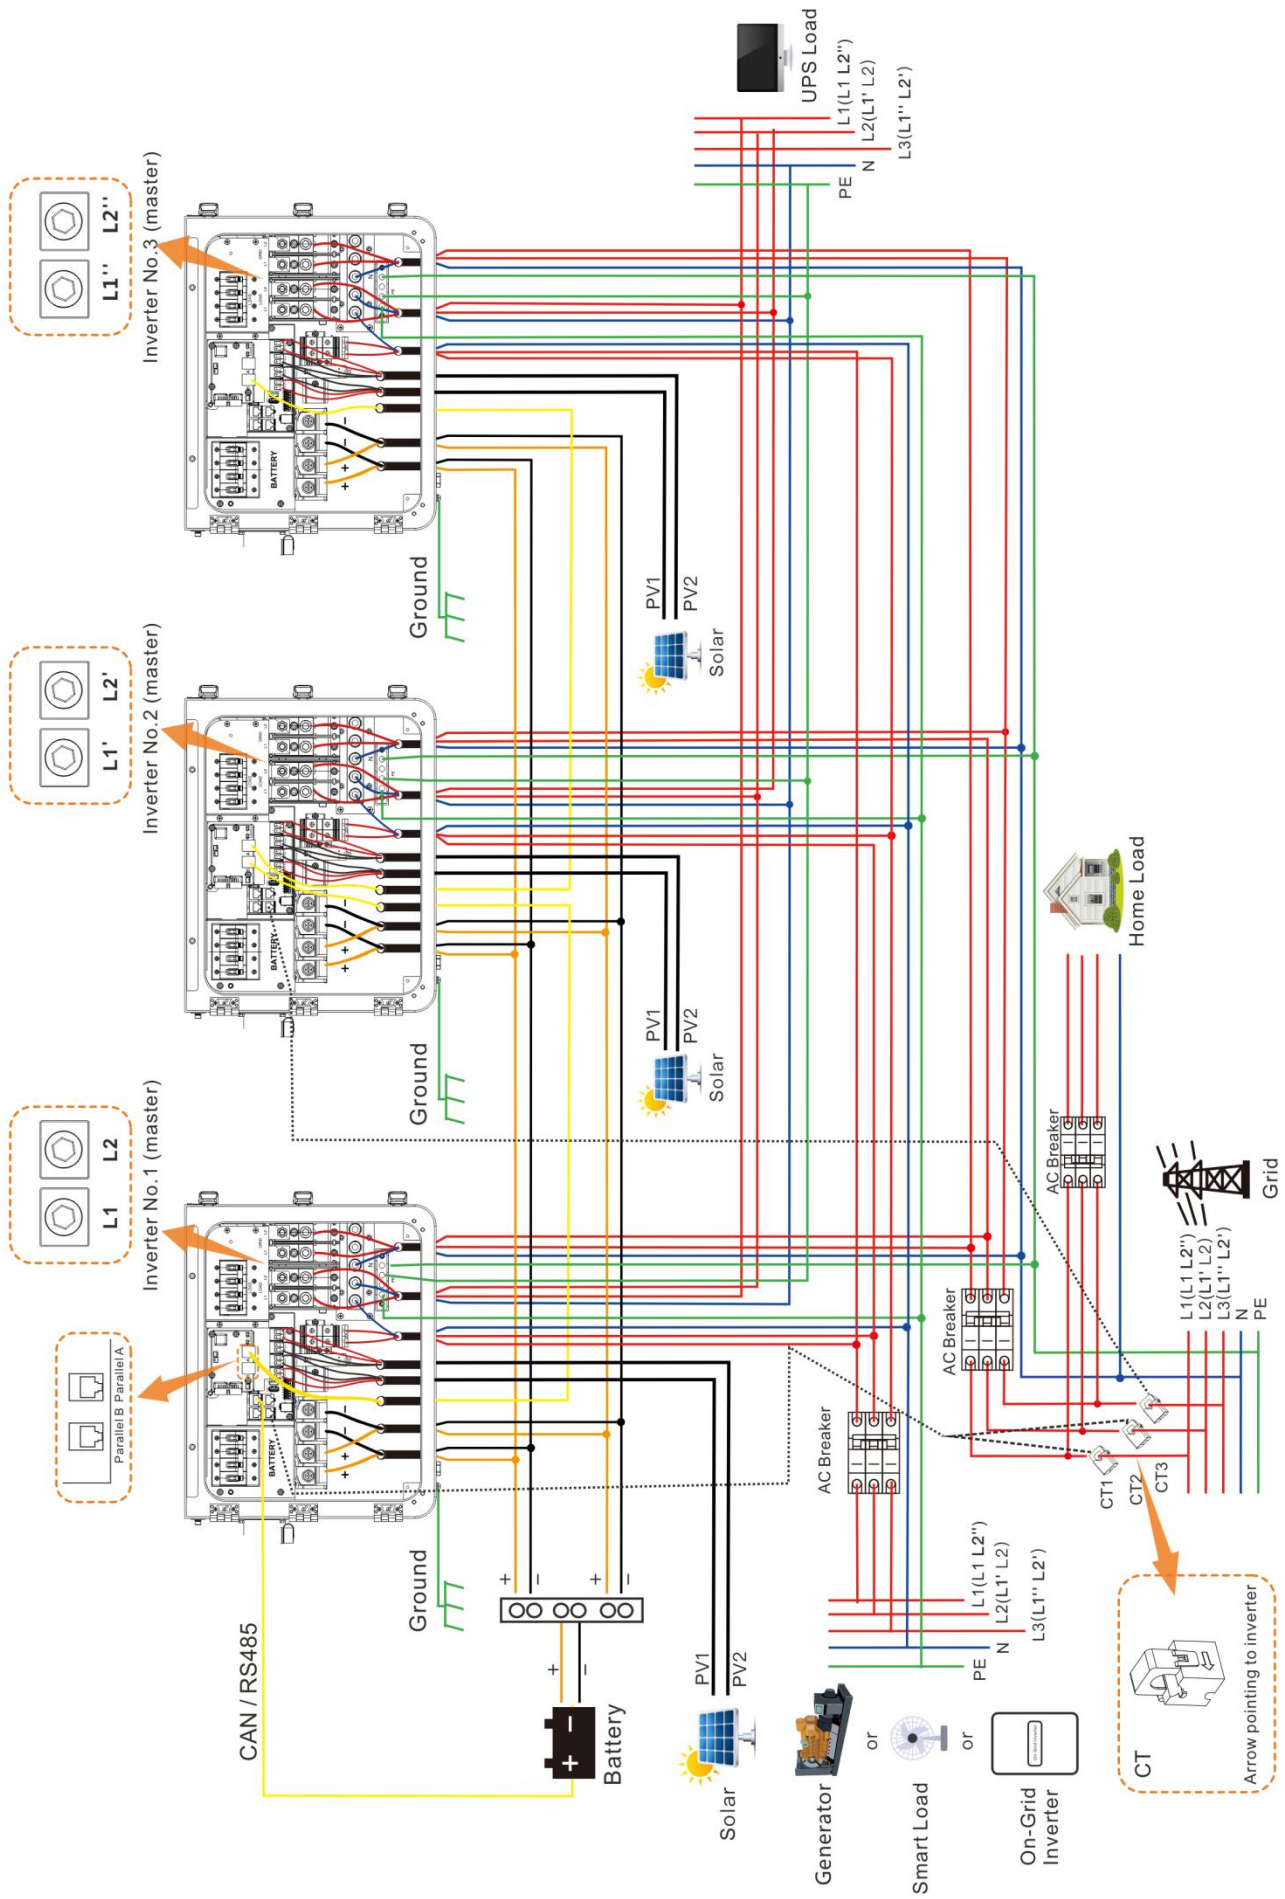 L1 L2
Inverter No.1 (master)
L1' L2'
Inverter No.2 (master)
L1'' L2''
Inverter No.3 (master)
Parallel B Parallel A
BATTERY
+ + - -
BATTERY
+ + - -
BATTERY
+ + - -
CAN / RS485
Ground
Ground
Ground
+
-
+
-
+
-
Battery
PV1
PV2
Solar
PV1
PV2
Solar
PV1
PV2
Solar
UPS Load
L1(L1 L2'')
L2(L1' L2)
L3(L1'' L2')
N
PE
Generator
or
Smart Load
or
On-Grid
Inverter
On-Grid Inverter
L1(L1 L2'')
L2(L1' L2)
L3(L1'' L2')
N
PE
AC Breaker
AC Breaker
AC Breaker
Home Load
Grid
L1(L1 L2'')
L2(L1' L2)
L3(L1'' L2')
N
PE
CT1
CT2
CT3
CT
Arrow pointing to inverter